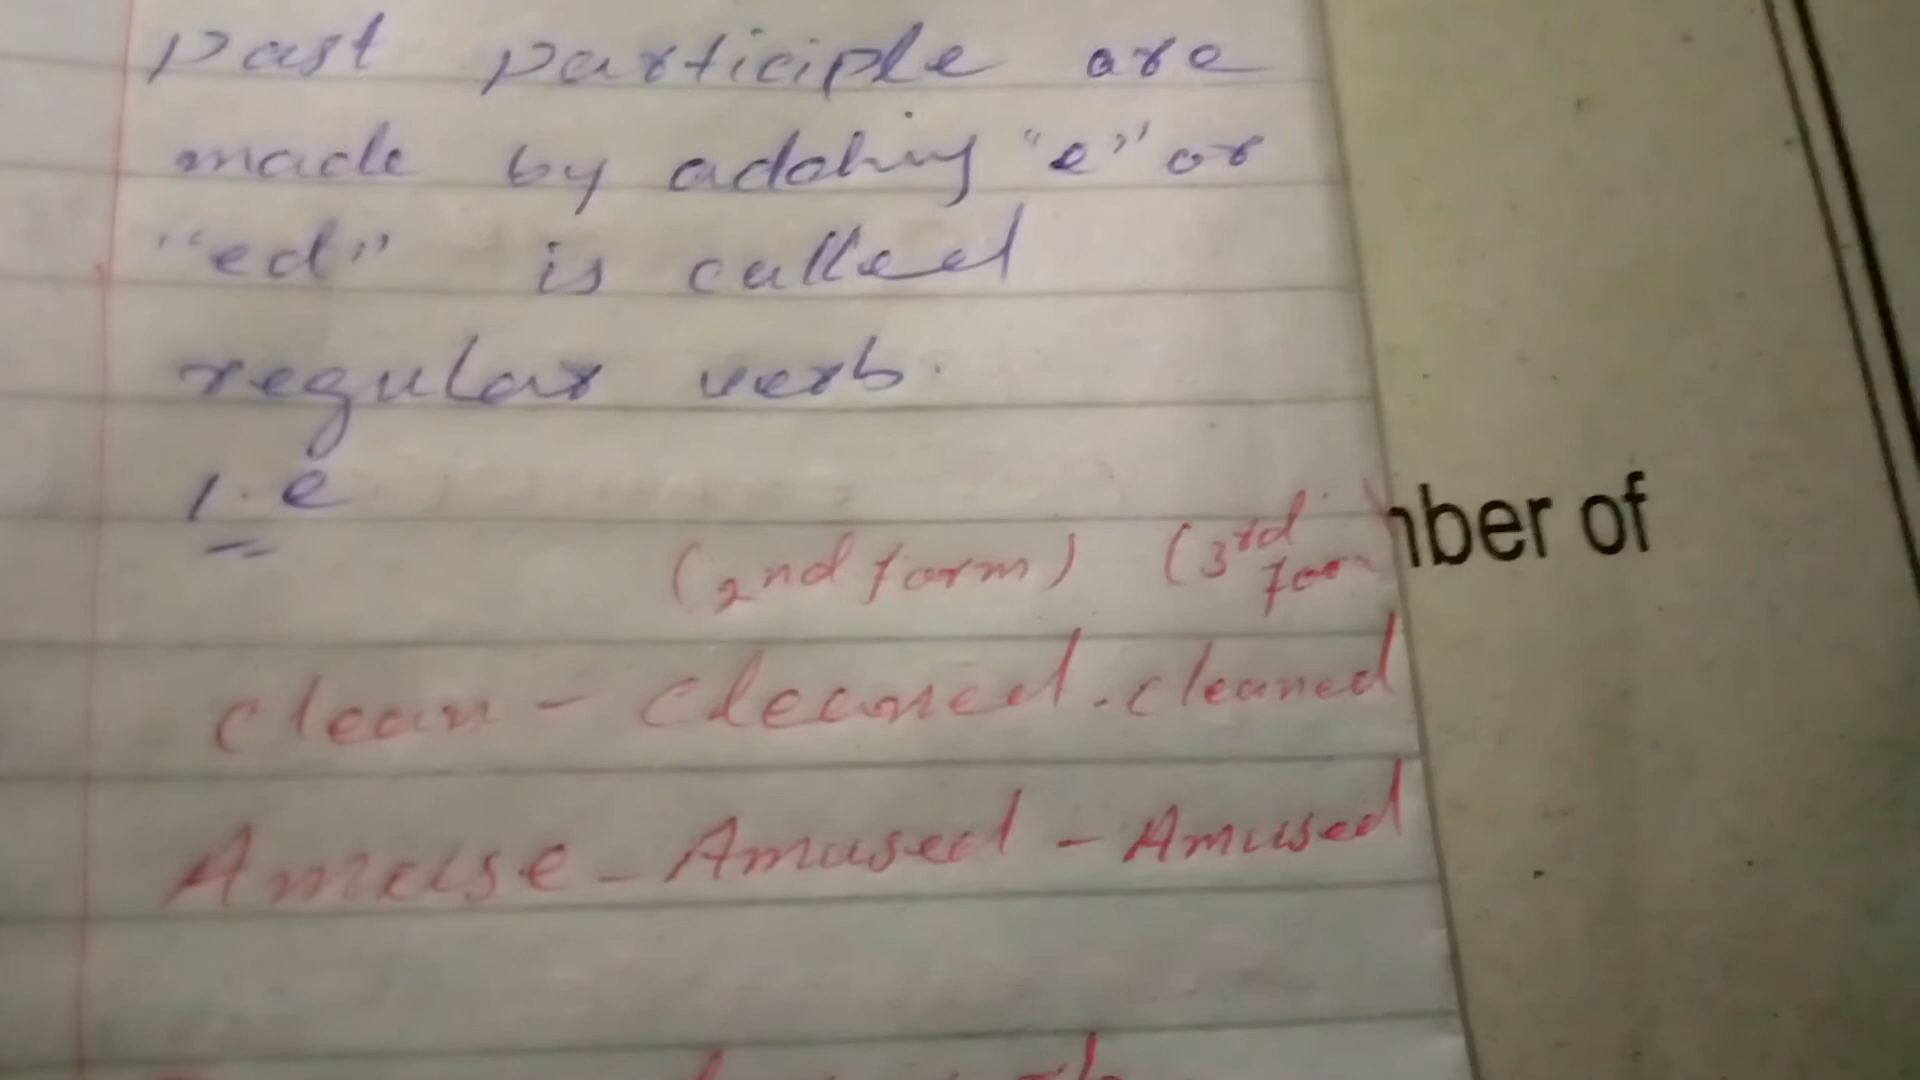 past participle are
made by adding "e" or
"ed" is called
regular verb.
i.e
(2nd form) (3rd form
nber of
clean - cleaned. cleaned
Amuse - Amused - Amused